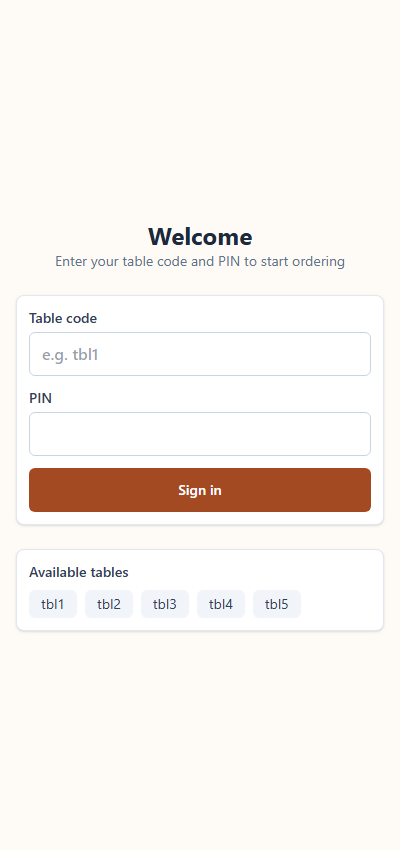 Welcome
Enter your table code and PIN to start ordering
Table code
e.g. tbl1
PIN
Sign in
Available tables
tbl1 tbl2 tbl3 tbl4 tbl5